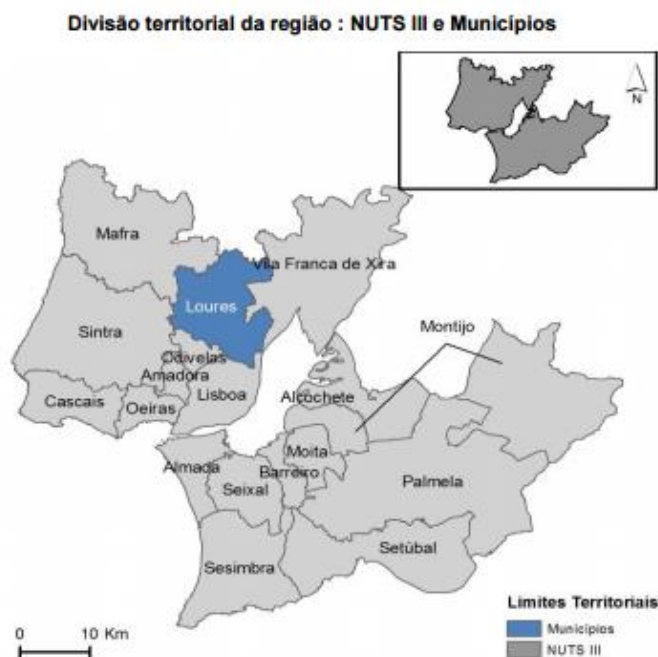 Divisão territorial da região : NUTS III e Municípios
N
Mafra
Vila Franca de Xira
Loures
Montijo
Sintra
Odivelas
Amadora
Lisboa
Alcochete
Cascais
Oeiras
Moita
Almada
Barreiro
Seixal
Palmela
Setúbal
Sesimbra
Limites Territoriais
Municípios
NUTS III
0 10 Km